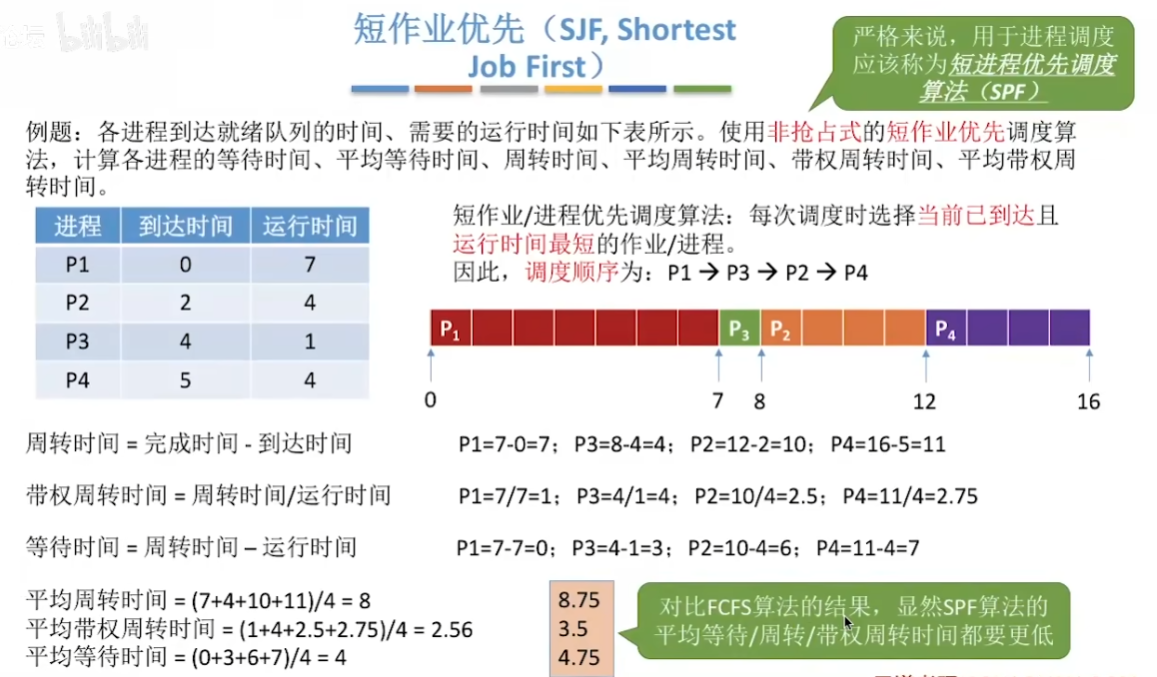 bilibili
短作业优先（SJF, Shortest
Job First）
严格来说，用于进程调度
应该称为短进程优先调度
算法（SPF）
例题：各进程到达就绪队列的时间、需要的运行时间如下表所示。使用非抢占式的短作业优先调度算
法，计算各进程的等待时间、平均等待时间、周转时间、平均周转时间、带权周转时间、平均带权周
转时间。
进程 到达时间 运行时间
P1 0 7
P2 2 4
P3 4 1
P4 5 4
短作业/进程优先调度算法：每次调度时选择当前已到达且
运行时间最短的作业/进程。
因此，调度顺序为：P1 → P3 → P2 → P4
P1 P3 P2 P4
0 7 8 12 16
周转时间 = 完成时间 - 到达时间
P1=7-0=7；P3=8-4=4；P2=12-2=10；P4=16-5=11
带权周转时间 = 周转时间/运行时间
P1=7/7=1；P3=4/1=4；P2=10/4=2.5；P4=11/4=2.75
等待时间 = 周转时间 – 运行时间
P1=7-7=0；P3=4-1=3；P2=10-4=6；P4=11-4=7
平均周转时间 = (7+4+10+11)/4 = 8
平均带权周转时间 = (1+4+2.5+2.75)/4 = 2.56
平均等待时间 = (0+3+6+7)/4 = 4
8.75
3.5
4.75
对比FCFS算法的结果，显然SPF算法的
平均等待/周转/带权周转时间都要更低